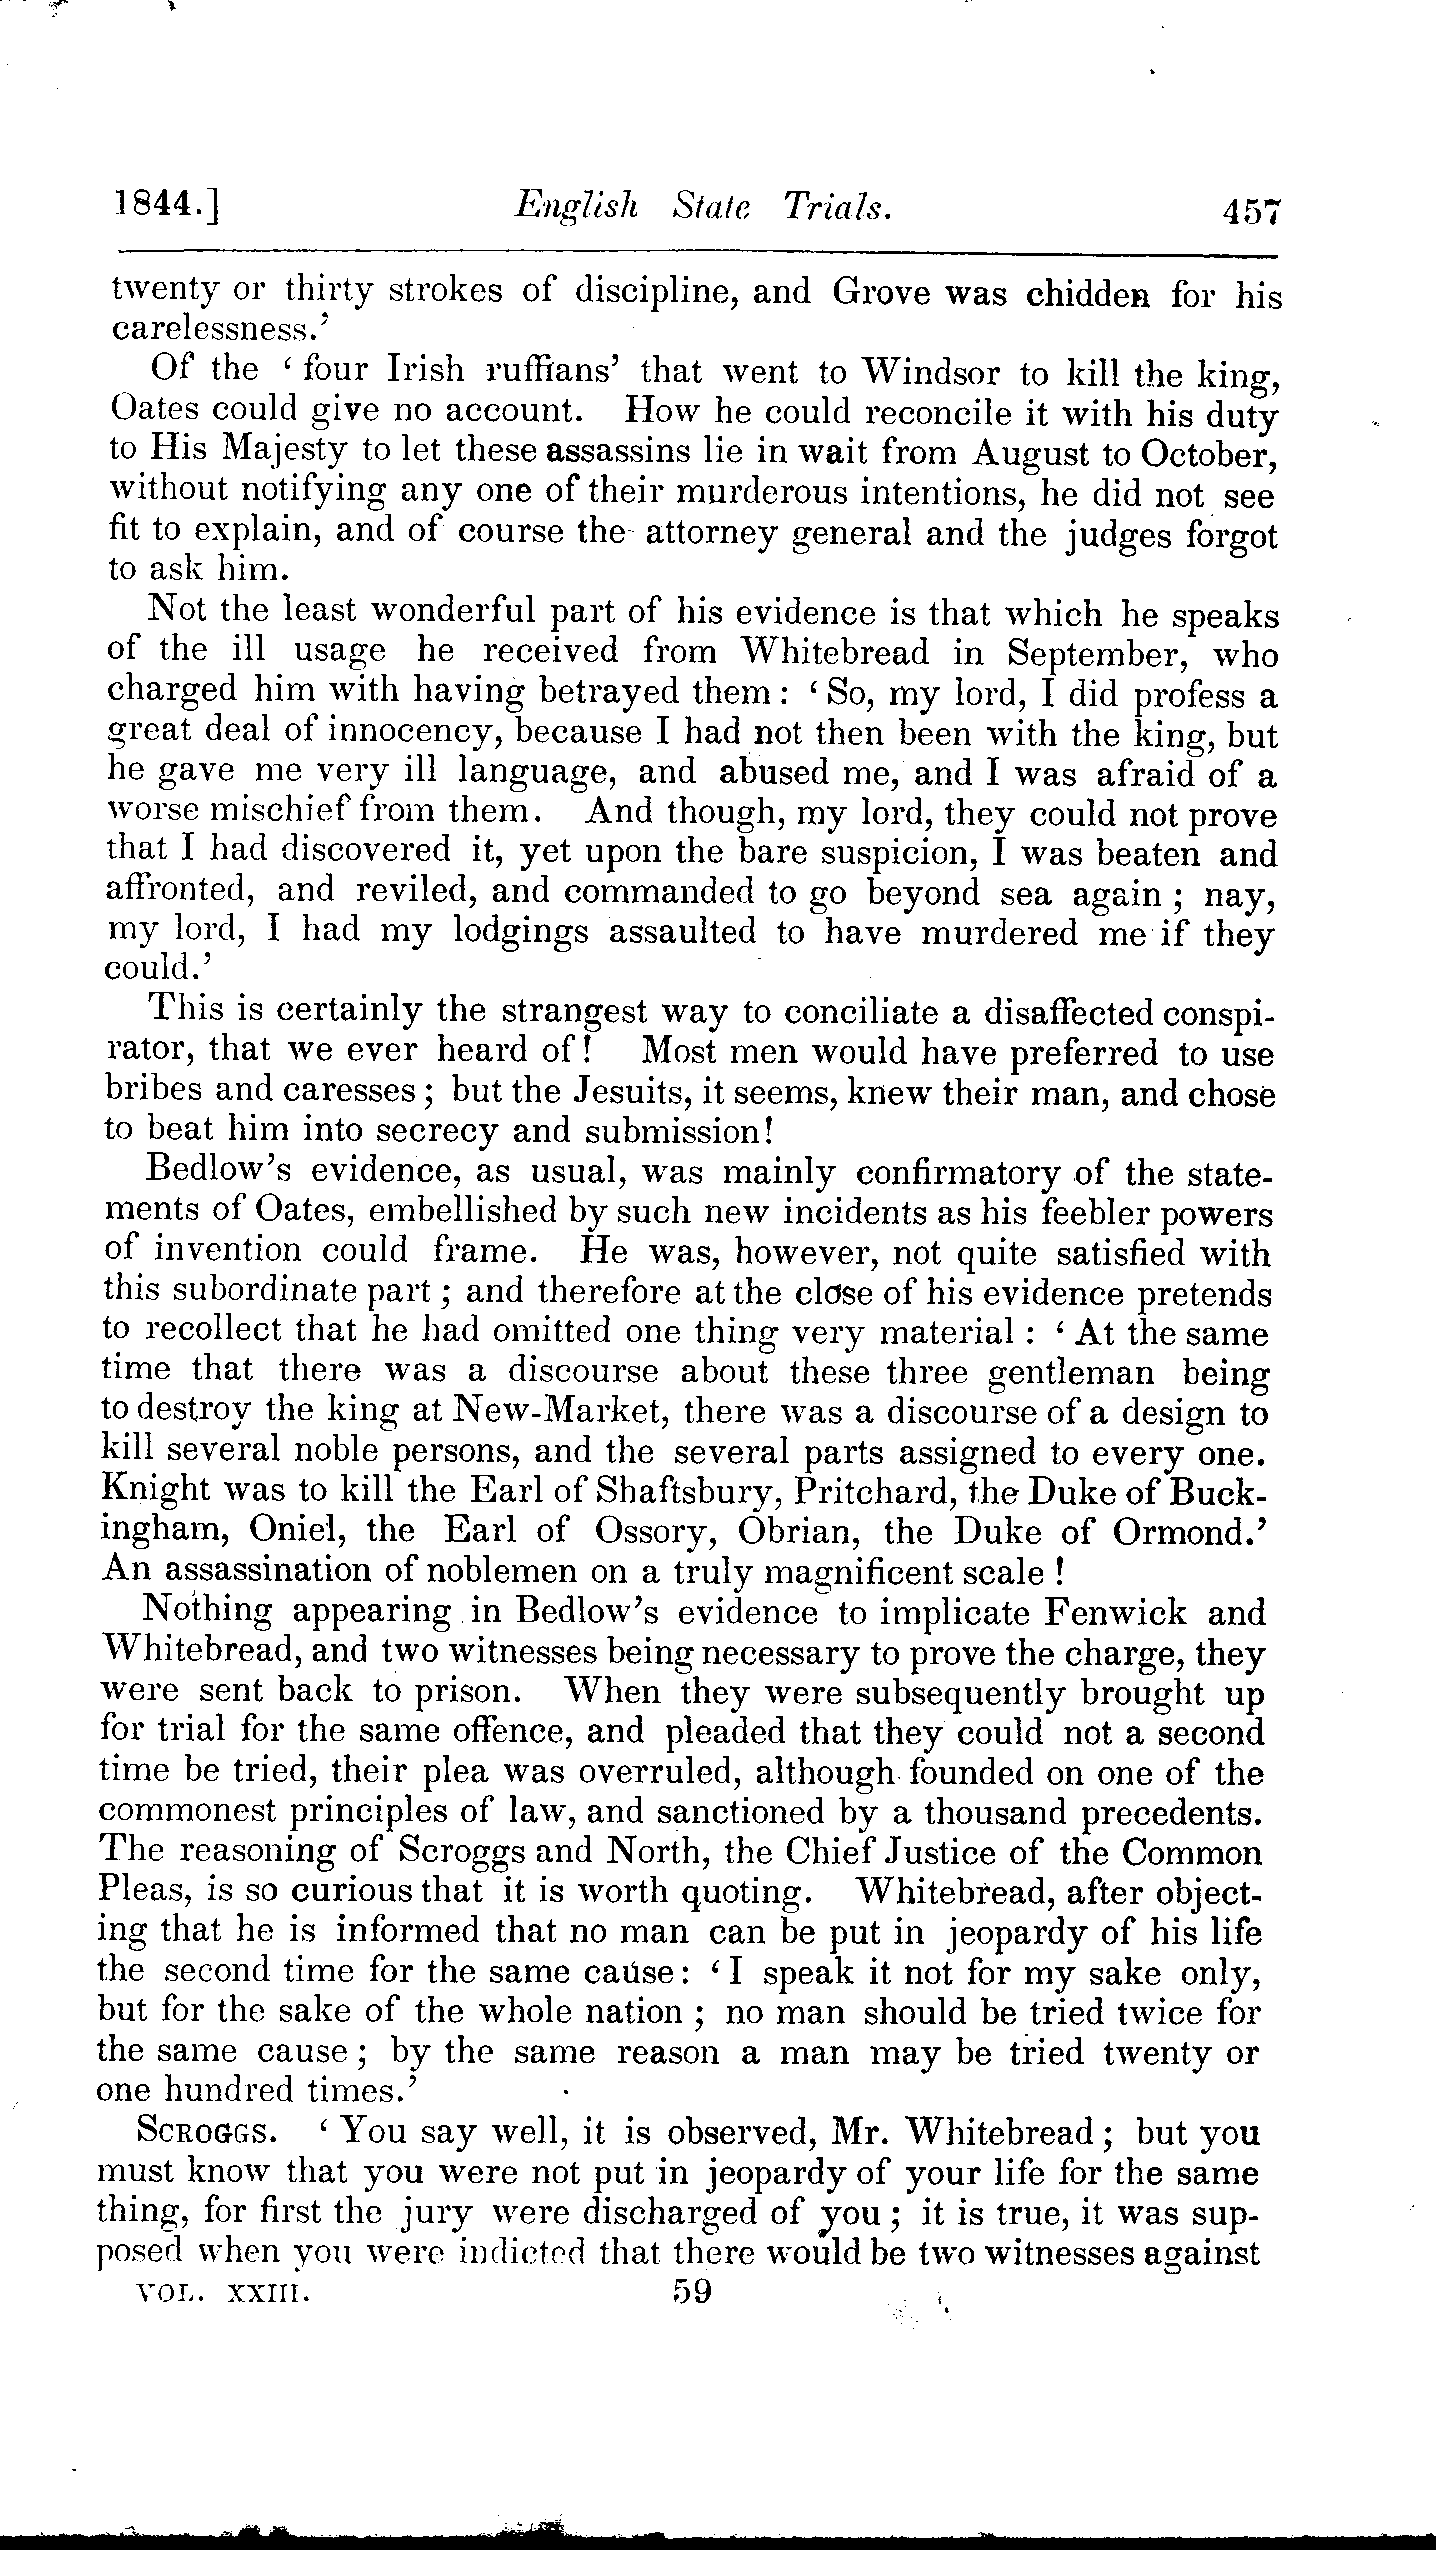 1844.] English State Trials. 457
twenty or thirty strokes of discipline, and Grove was chidden for his
carelessness.’
Of the ‘four Irish ruffians’ that went to Windsor to kill the king,
Oates could give no account. How he could reconcile it with his duty
to His Majesty to let these assassins lie in wait from August to October,
without notifying any one of their murderous intentions, he did not see
fit to explain, and of course the attorney general and the judges forgot
to ask him.
Not the least wonderful part of his evidence is that which he speaks
of the ill usage he received from Whitebread in September, who
charged him with having betrayed them: ‘So, my lord, I did profess a
great deal of innocency, because I had not then been with the king, but
he gave me very ill language, and abused me, and I was afraid of a
worse mischief from them. And though, my lord, they could not prove
that I had discovered it, yet upon the bare suspicion, I was beaten and
affronted, and reviled, and commanded to go beyond sea again; nay,
my lord, I had my lodgings assaulted to have murdered me if they
could.’
This is certainly the strangest way to conciliate a disaffected conspi-
rator, that we ever heard of! Most men would have preferred to use
bribes and caresses; but the Jesuits, it seems, knew their man, and chose
to beat him into secrecy and submission!
Bedlow’s evidence, as usual, was mainly confirmatory of the state-
ments of Oates, embellished by such new incidents as his feebler powers
of invention could frame. He was, however, not quite satisfied with
this subordinate part; and therefore at the close of his evidence pretends
to recollect that he had omitted one thing very material: ‘At the same
time that there was a discourse about these three gentleman being
to destroy the king at New-Market, there was a discourse of a design to
kill several noble persons, and the several parts assigned to every one.
Knight was to kill the Earl of Shaftsbury, Pritchard, the Duke of Buck-
ingham, Oniel, the Earl of Ossory, Obrian, the Duke of Ormond.’
An assassination of noblemen on a truly magnificent scale!
Nothing appearing in Bedlow’s evidence to implicate Fenwick and
Whitebread, and two witnesses being necessary to prove the charge, they
were sent back to prison. When they were subsequently brought up
for trial for the same offence, and pleaded that they could not a second
time be tried, their plea was overruled, although founded on one of the
commonest principles of law, and sanctioned by a thousand precedents.
The reasoning of Scroggs and North, the Chief Justice of the Common
Pleas, is so curious that it is worth quoting. Whitebread, after object-
ing that he is informed that no man can be put in jeopardy of his life
the second time for the same cause: ‘I speak it not for my sake only,
but for the sake of the whole nation; no man should be tried twice for
the same cause; by the same reason a man may be tried twenty or
one hundred times.’
SCROGGS. ‘You say well, it is observed, Mr. Whitebread; but you
must know that you were not put in jeopardy of your life for the same
thing, for first the jury were discharged of you; it is true, it was sup-
posed when you were indicted that there would be two witnesses against
VOL. XXIII. 59